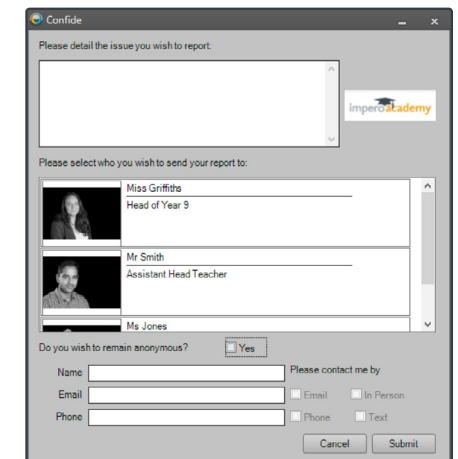 Confide
Please detail the issue you wish to report:
imperoacademy
Please select who you wish to send your report to:
Miss Griffiths
Head of Year 9
Mr Smith
Assistant Head Teacher
Ms Jones
Do you wish to remain anonymous? Yes
Name Please contact me by
Email Email In Person
Phone Phone Text
Cancel Submit